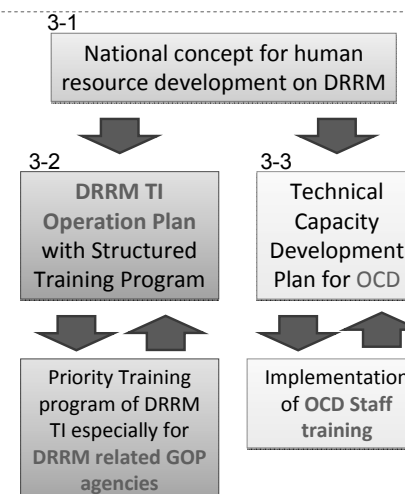 3-1
National concept for human
resource development on DRRM
3-2
DRRM TI
Operation Plan
with Structured
Training Program
3-3
Technical
Capacity
Development
Plan for OCD
Priority Training
program of DRRM
TI especially for
DRRM related GOP
agencies
Implementation
of OCD Staff
training